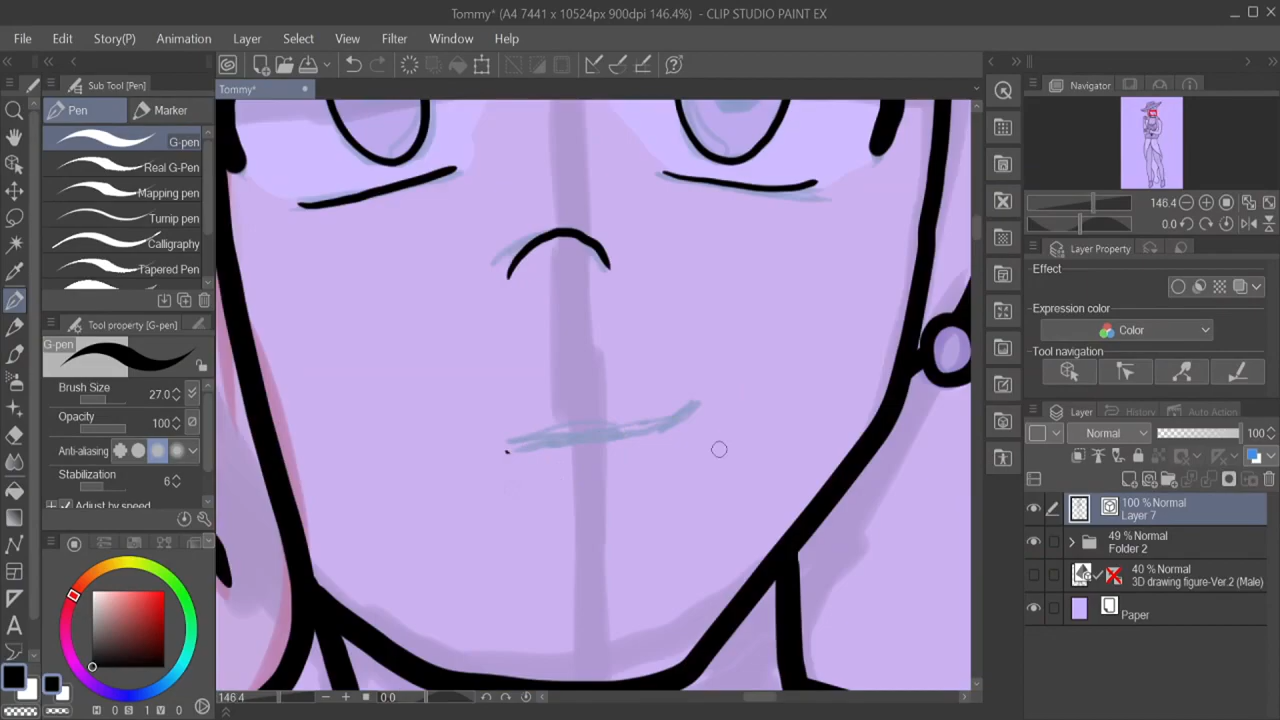 Tommy* (A4 7441 x 10524px 900dpi 146.4%) - CLIP STUDIO PAINT EX
File Edit Story(P) Animation Layer Select View Filter Window Help
Sub Tool [Pen]
Pen Marker
G-pen
Real G-Pen
Mapping pen
Turnip pen
Calligraphy
Tapered Pen
Tool property [G-pen]
G-pen
Brush Size 27.0
Opacity 100
Anti-aliasing
Stabilization 6
Adjust by speed
H 0 S 1 V 0
Tommy*
146.4 0.0
Navigator
146.4
0.0
Layer Property
Effect
Expression color
Color
Tool navigation
Layer History Auto Action
Normal 100
100 % Normal
Layer 7
49 % Normal
Folder 2
40 % Normal
3D drawing figure-Ver.2 (Male)
Paper
A